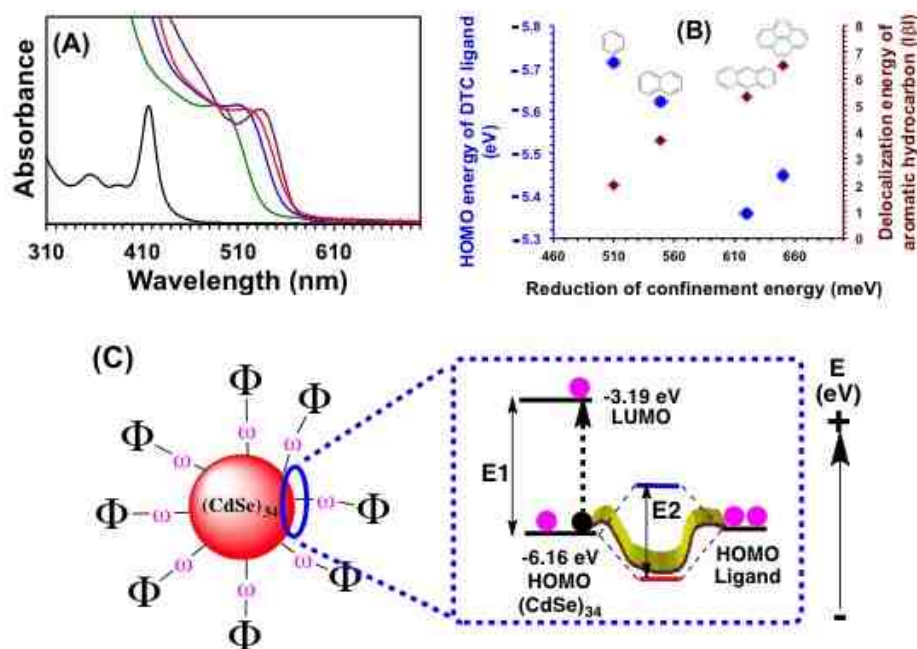 (A)
Absorbance
310 410 510 610
Wavelength (nm)
(B)
HOMO energy of DTC ligand
(eV)
-5.8
-5.7
-5.6
-5.5
-5.4
-5.3
460 510 560 610 660
Reduction of confinement energy (meV)
8
7
6
5
4
3
2
1
0
Delocalization energy of
aromatic hydrocarbon (IβI)
(C)
Φ
Φ
Φ
Φ
Φ
Φ
Φ
Φ
ω
ω
ω
ω
ω
ω
ω
ω
(CdSe)34
-3.19 eV
LUMO
E1
E2
-6.16 eV
HOMO
(CdSe)34
HOMO
Ligand
E
(eV)
+
-